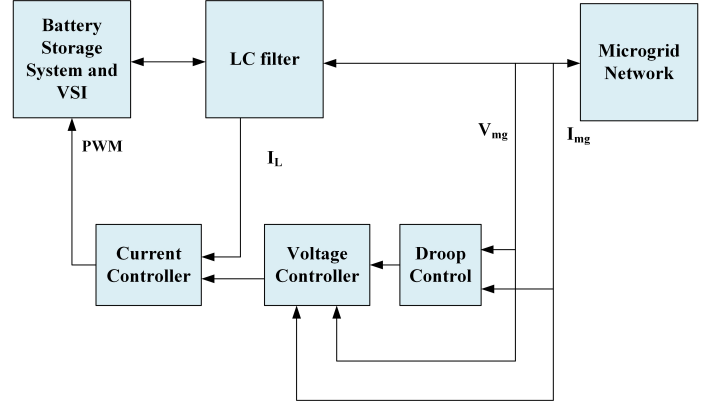 Battery
Storage
System and
VSI
LC filter
Microgrid
Network
PWM
I_L
V_mg
I_mg
Current
Controller
Voltage
Controller
Droop
Control